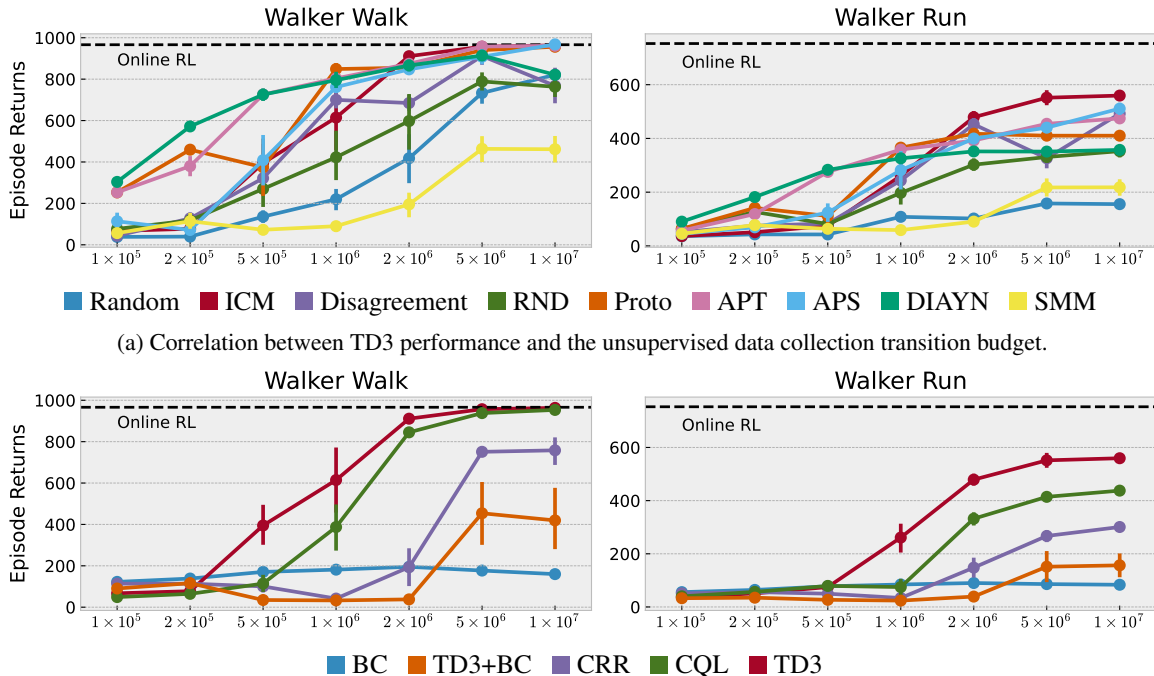 Walker Walk
Walker Run
Episode Returns
1000
800
600
400
200
0
Online RL
1 × 10^5
2 × 10^5
5 × 10^5
1 × 10^6
2 × 10^6
5 × 10^6
1 × 10^7
600
400
200
0
Online RL
1 × 10^5
2 × 10^5
5 × 10^5
1 × 10^6
2 × 10^6
5 × 10^6
1 × 10^7
Random ICM Disagreement RND Proto APT APS DIAYN SMM
(a) Correlation between TD3 performance and the unsupervised data collection transition budget.
Walker Walk
Walker Run
Episode Returns
1000
800
600
400
200
0
Online RL
1 × 10^5
2 × 10^5
5 × 10^5
1 × 10^6
2 × 10^6
5 × 10^6
1 × 10^7
600
400
200
0
Online RL
1 × 10^5
2 × 10^5
5 × 10^5
1 × 10^6
2 × 10^6
5 × 10^6
1 × 10^7
BC TD3+BC CRR CQL TD3